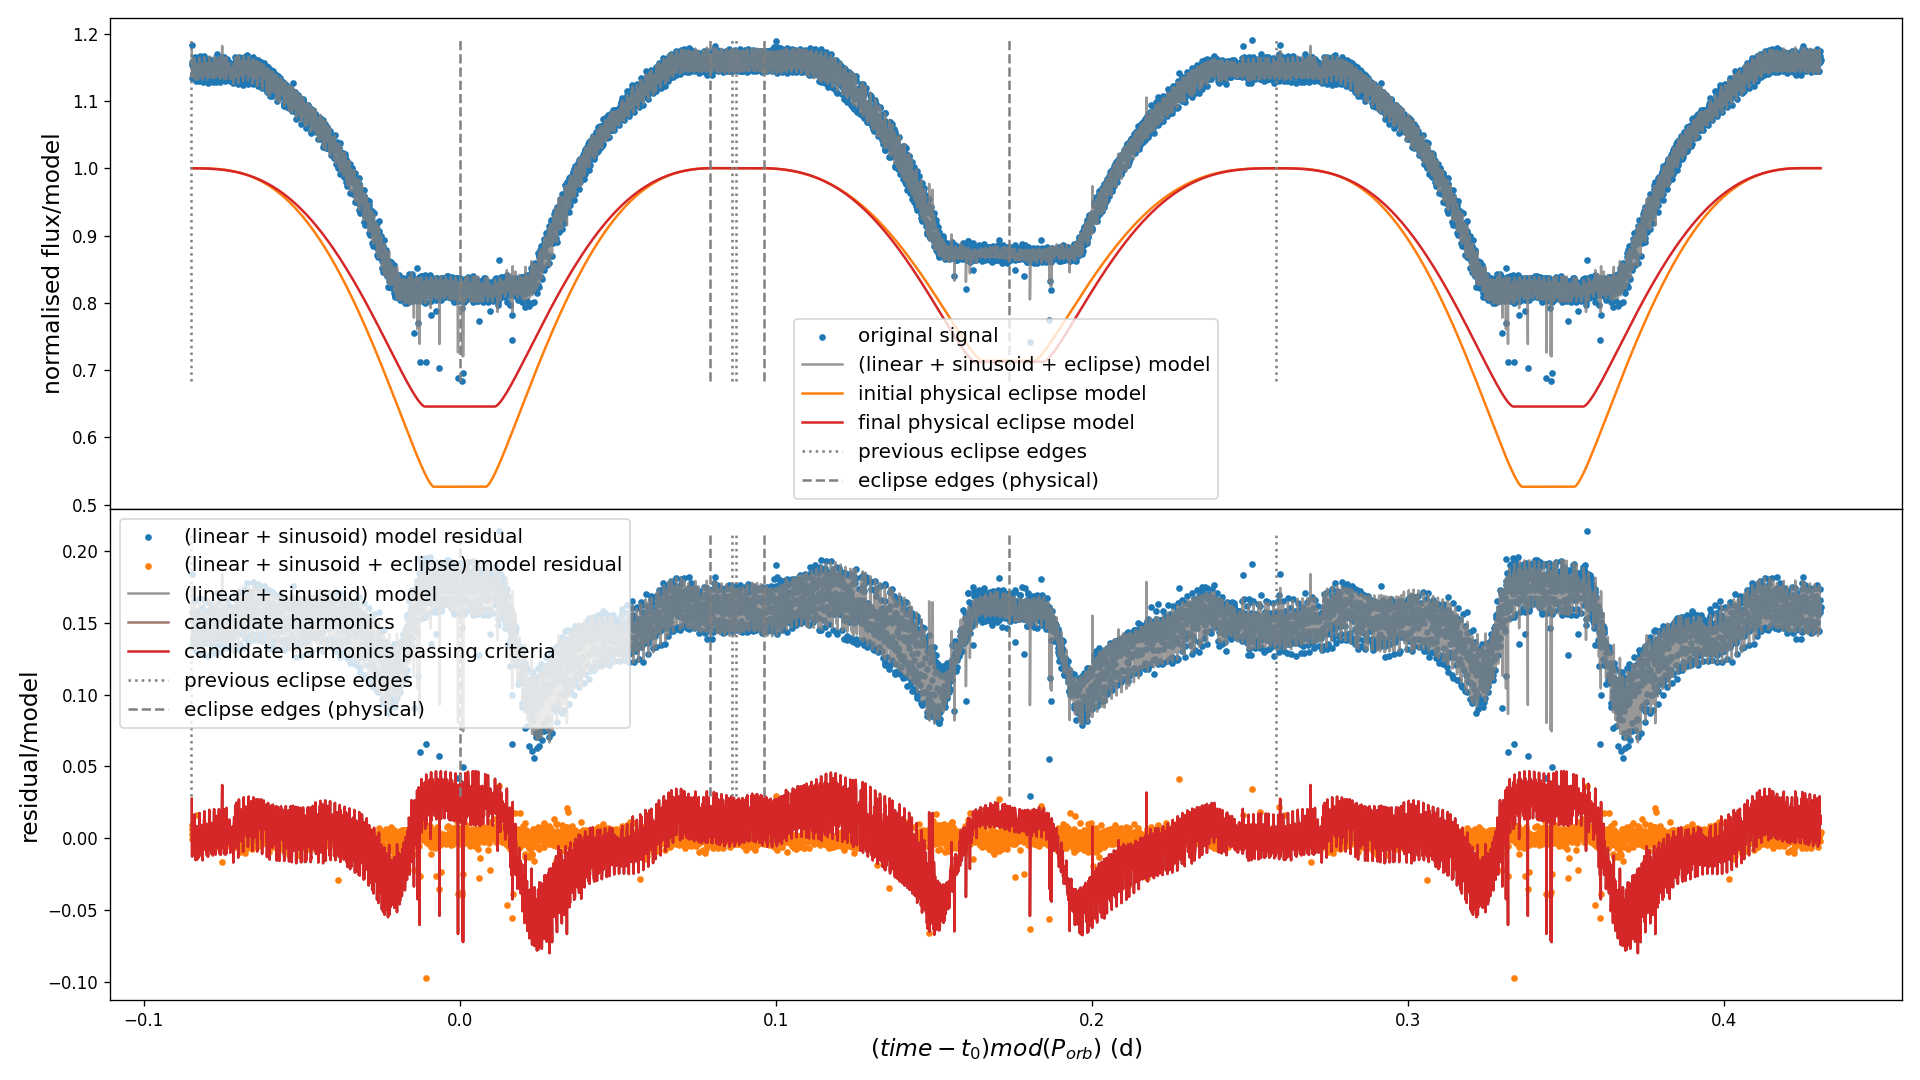 normalised flux/model
1.2
1.1
1.0
0.9
0.8
0.7
0.6
0.5
original signal
(linear + sinusoid + eclipse) model
initial physical eclipse model
final physical eclipse model
previous eclipse edges
eclipse edges (physical)
residual/model
0.20
0.15
0.10
0.05
0.00
−0.05
−0.10
(linear + sinusoid) model residual
(linear + sinusoid + eclipse) model residual
(linear + sinusoid) model
candidate harmonics
candidate harmonics passing criteria
previous eclipse edges
eclipse edges (physical)
−0.1 0.0 0.1 0.2 0.3 0.4
(time − t₀)mod(P_orb) (d)